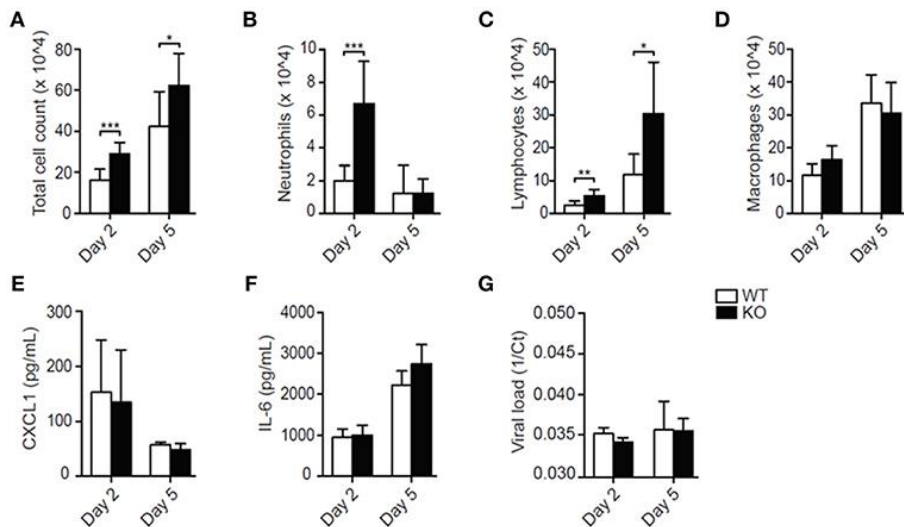 A
Total cell count (x 10^4)
80
60
40
20
0
***
*
Day 2
Day 5
B
Neutrophils (x 10^4)
10
8
6
4
2
0
***
Day 2
Day 5
C
Lymphocytes (x 10^4)
50
40
30
20
10
0
**
*
Day 2
Day 5
D
Macrophages (x 10^4)
50
40
30
20
10
0
Day 2
Day 5
E
CXCL1 (pg/mL)
300
200
150
100
50
0
Day 2
Day 5
F
IL-6 (pg/mL)
4000
3000
2000
1000
0
Day 2
Day 5
G
Viral load (1/Ct)
0.050
0.045
0.040
0.035
0.030
Day 2
Day 5
WT
KO